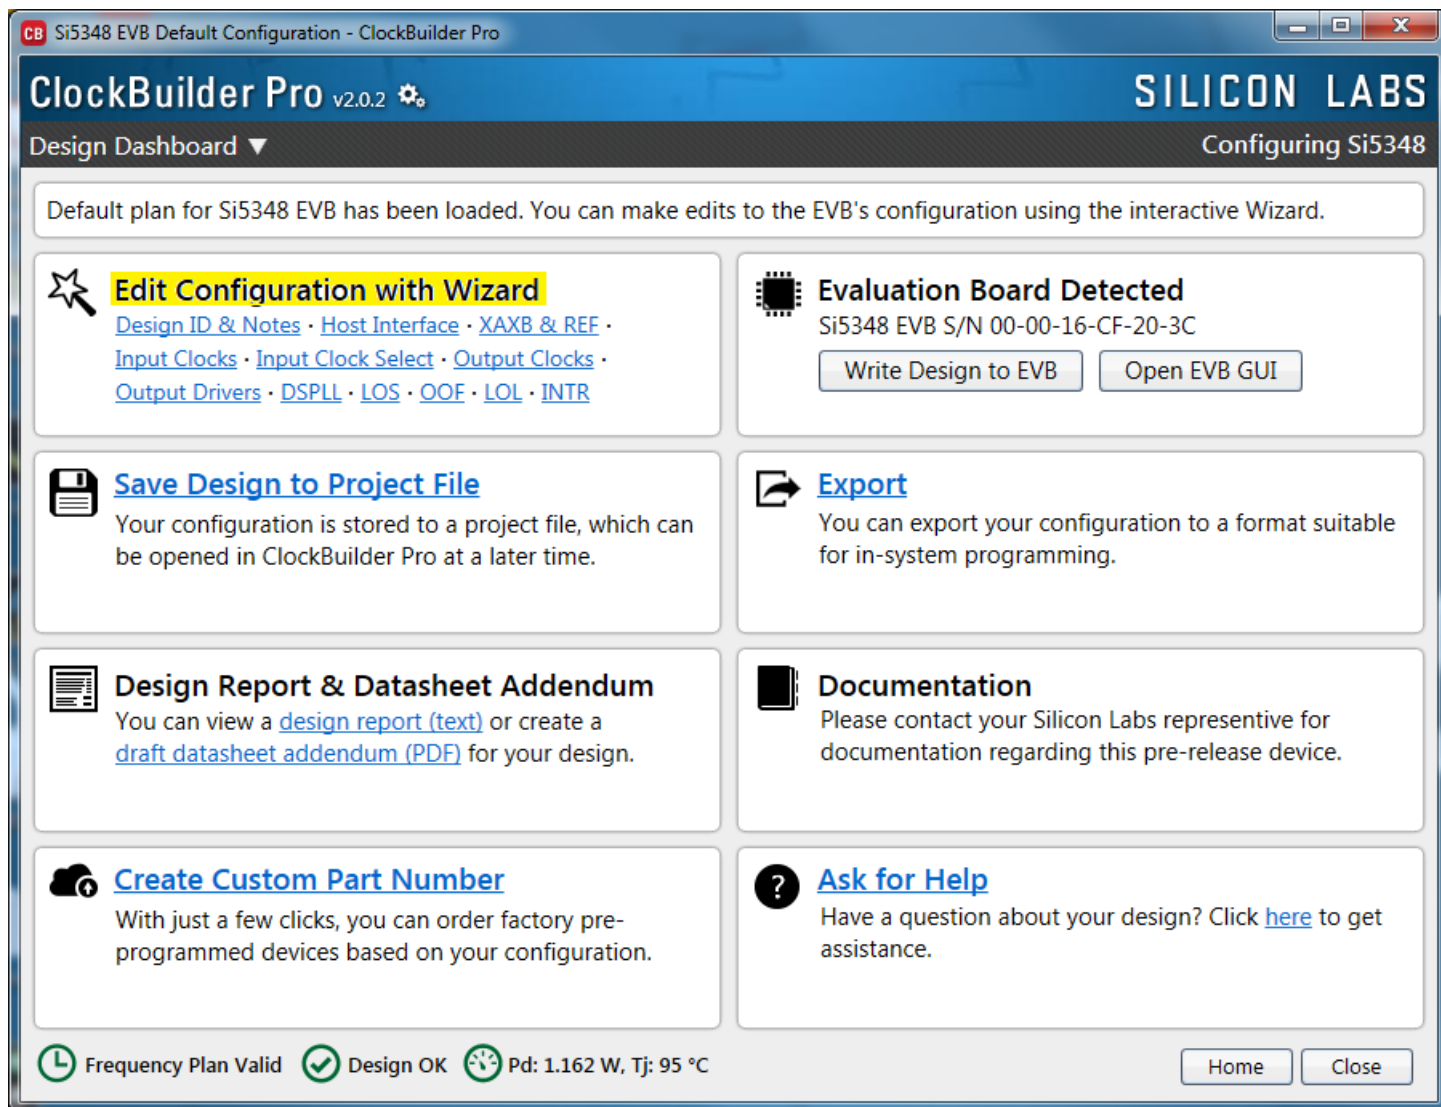 CB Si5348 EVB Default Configuration - ClockBuilder Pro
ClockBuilder Pro v2.0.2
SILICON LABS
Design Dashboard ▼
Configuring Si5348
Default plan for Si5348 EVB has been loaded. You can make edits to the EVB's configuration using the interactive Wizard.
Edit Configuration with Wizard
Design ID & Notes · Host Interface · XAXB & REF ·
Input Clocks · Input Clock Select · Output Clocks ·
Output Drivers · DSPLL · LOS · OOF · LOL · INTR
Evaluation Board Detected
Si5348 EVB S/N 00-00-16-CF-20-3C
Write Design to EVB
Open EVB GUI
Save Design to Project File
Your configuration is stored to a project file, which can
be opened in ClockBuilder Pro at a later time.
Export
You can export your configuration to a format suitable
for in-system programming.
Design Report & Datasheet Addendum
You can view a design report (text) or create a
draft datasheet addendum (PDF) for your design.
Documentation
Please contact your Silicon Labs representive for
documentation regarding this pre-release device.
Create Custom Part Number
With just a few clicks, you can order factory pre-
programmed devices based on your configuration.
? Ask for Help
Have a question about your design? Click here to get
assistance.
Frequency Plan Valid
Design OK
Pd: 1.162 W, Tj: 95 °C
Home
Close